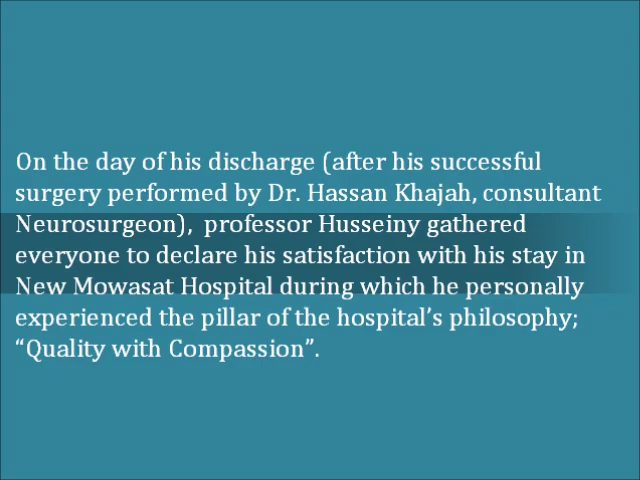 On the day of his discharge (after his successful
surgery performed by Dr. Hassan Khajah, consultant
Neurosurgeon),  professor Husseiny gathered
everyone to declare his satisfaction with his stay in
New Mowasat Hospital during which he personally
experienced the pillar of the hospital’s philosophy;
“Quality with Compassion”.